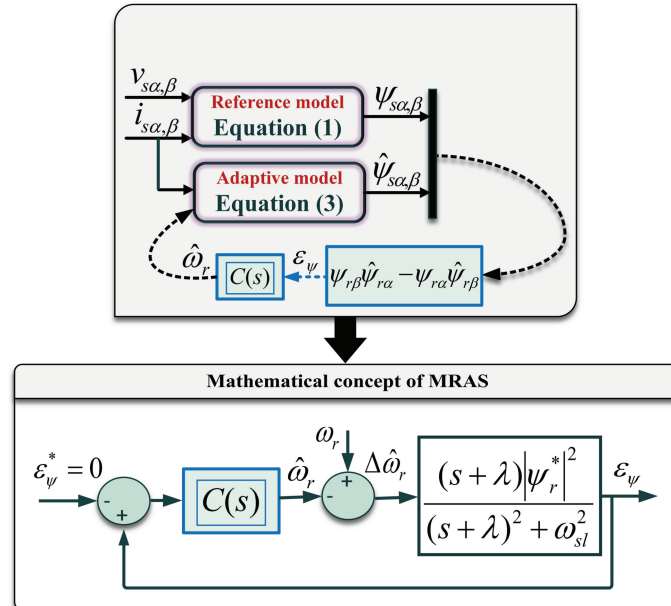 v_{sα,β}
i_{sα,β}
Reference model
Equation (1)
ψ_{sα,β}
Adaptive model
Equation (3)
ψ̂_{sα,β}
ω̂_r
C(s)
ε_ψ
ψ_{rβ}ψ̂_{rα} − ψ_{rα}ψ̂_{rβ}
Mathematical concept of MRAS
ε_ψ^* = 0
-
+
C(s)
ω̂_r
ω_r
+
-
Δω̂_r
(s + λ)|ψ_r^*|^2
(s + λ)^2 + ω_{sl}^2
ε_ψ